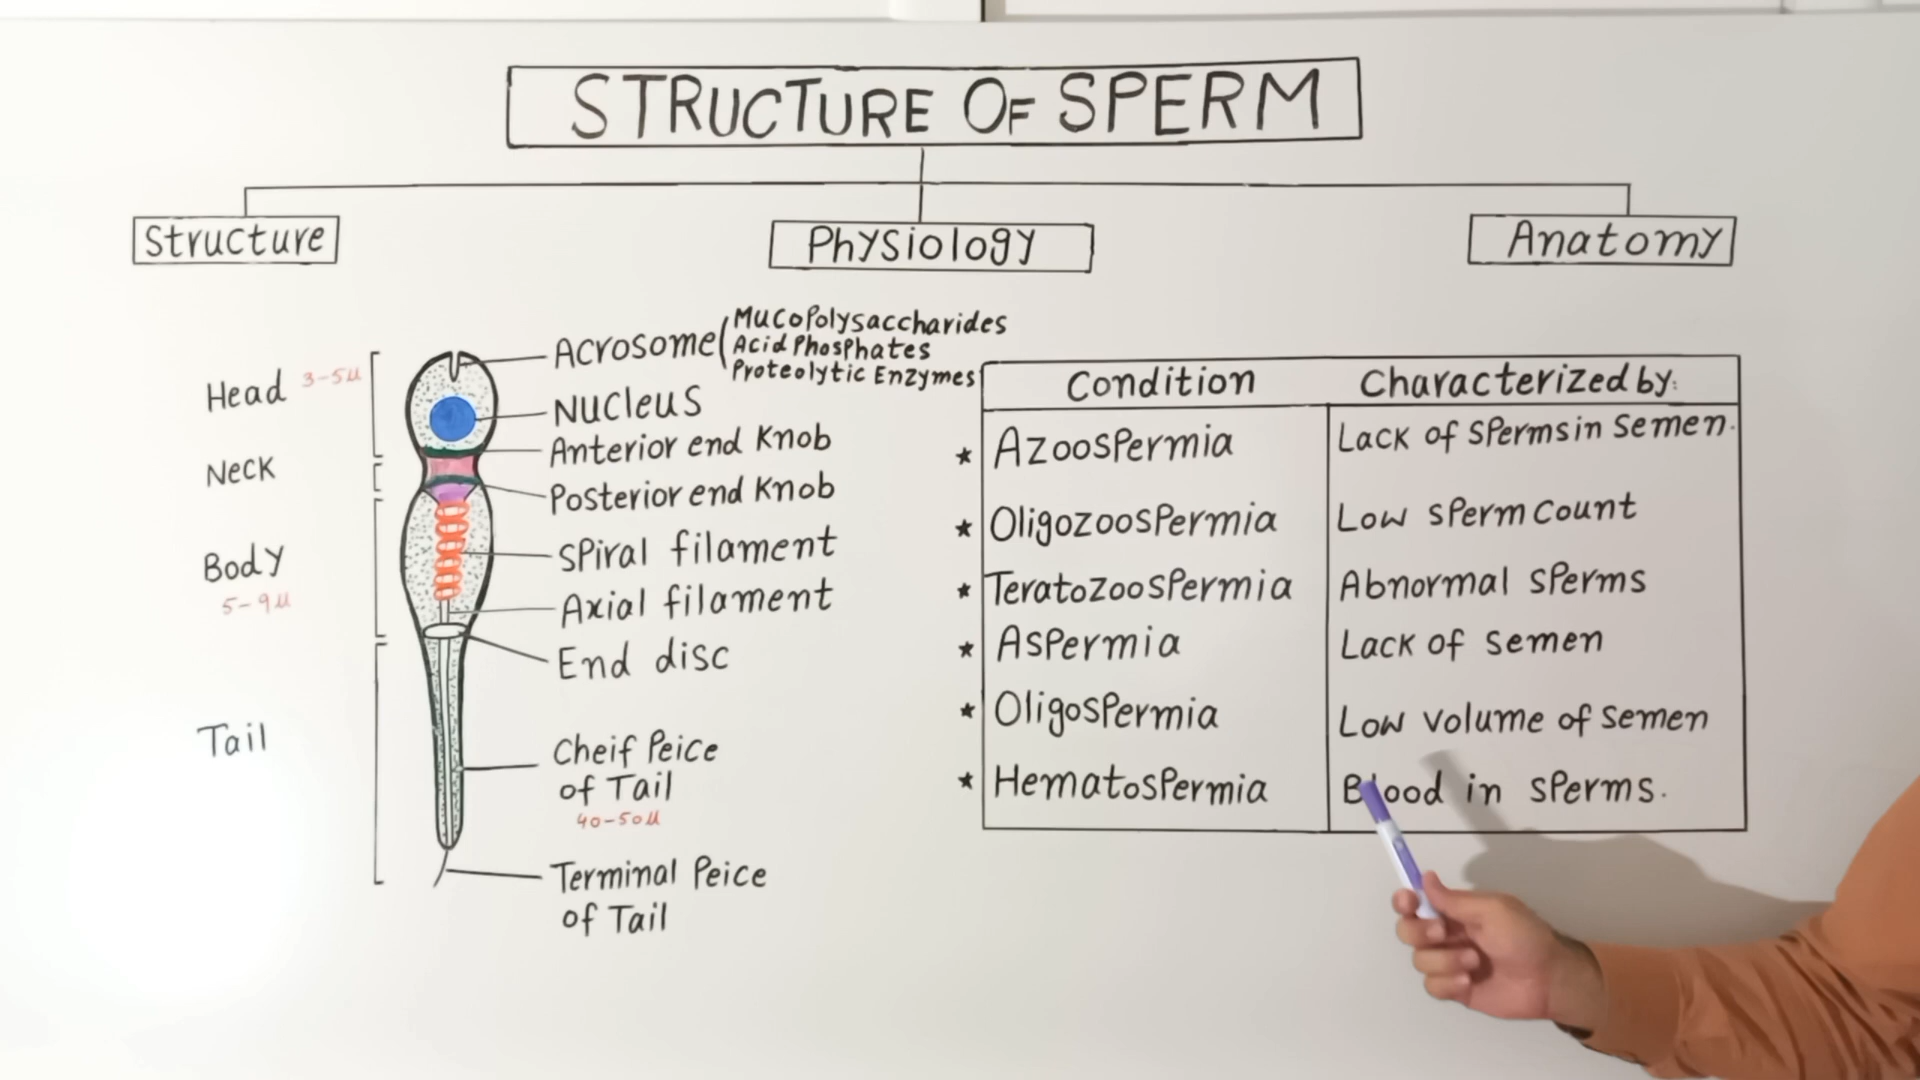 STRUCTURE OF SPERM
Structure
Physiology
Anatomy
Head 3-5µ
Neck
Body
5-9µ
Tail
Acrosome
Mucopolysaccharides
Acid Phosphates
Proteolytic Enzymes
Nucleus
Anterior end Knob
Posterior end Knob
Spiral filament
Axial filament
End disc
Cheif Peice
of Tail
40-50µ
Terminal Peice
of Tail
Condition Characterized by:
★ Azoospermia Lack of Sperms in Semen.
★ Oligozoospermia Low sperm Count
★ Teratozoospermia Abnormal Sperms
★ Aspermia Lack of Semen
★ Oligospermia Low volume of Semen
★ Hematospermia Blood in sperms.